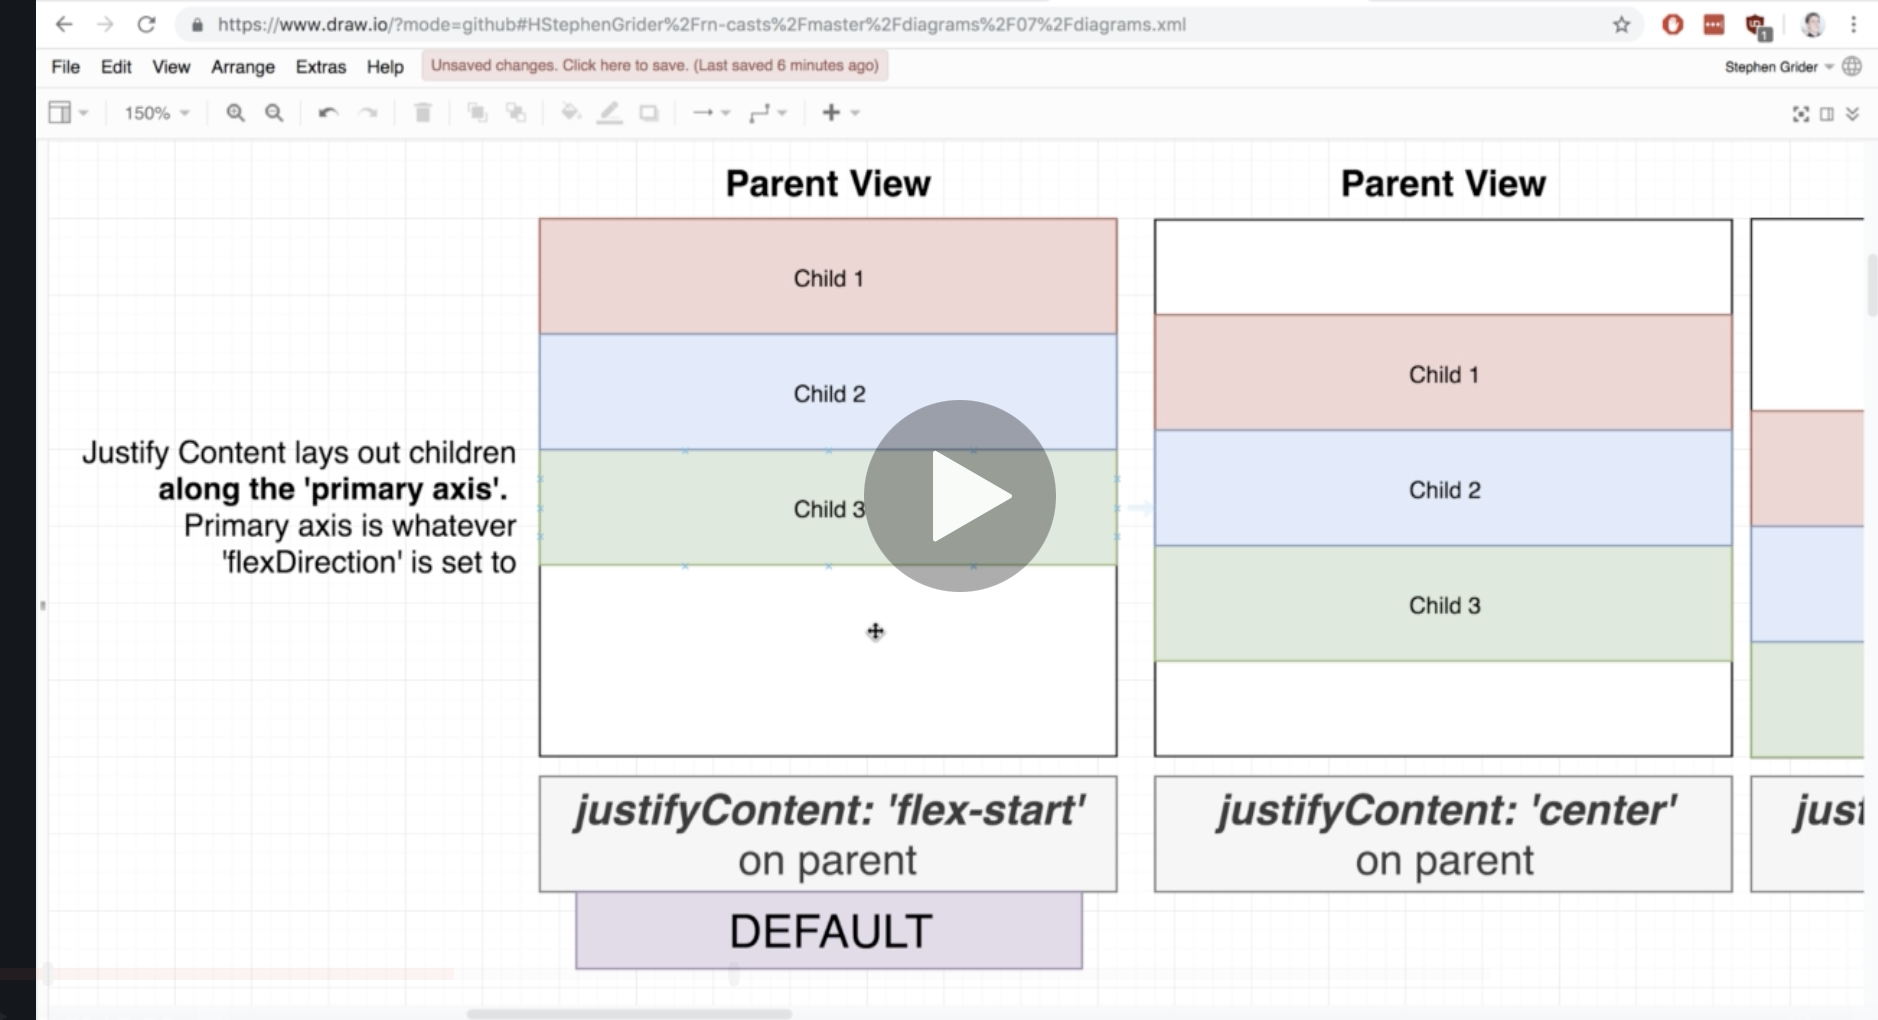 https://www.draw.io/?mode=github#HStephenGrider%2Frn-casts%2Fmaster%2Fdiagrams%2F07%2Fdiagrams.xml
1
File Edit View Arrange Extras Help Unsaved changes. Click here to save. (Last saved 6 minutes ago) Stephen Grider
150%
Parent View
Child 1
Child 2
Child 3
Parent View
Child 1
Child 2
Child 3
Justify Content lays out children
along the 'primary axis'.
Primary axis is whatever
'flexDirection' is set to
justifyContent: 'flex-start'
on parent
DEFAULT
justifyContent: 'center'
on parent
just